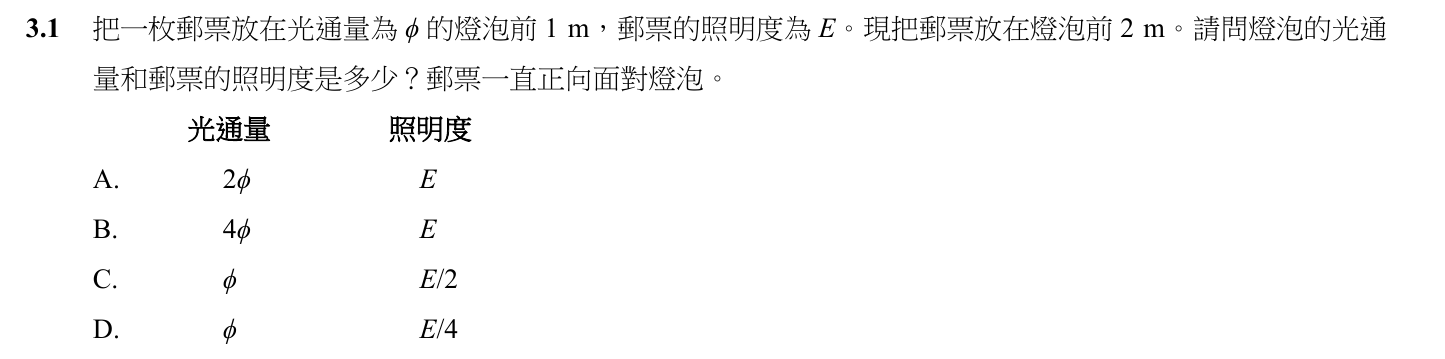 3.1 把一枚郵票放在光通量為 ϕ 的燈泡前 1 m，郵票的照明度為 E。現把郵票放在燈泡前 2 m。請問燈泡的光通
量和郵票的照明度是多少？郵票一直正向面對燈泡。
光通量 照明度
A. 2ϕ E
B. 4ϕ E
C. ϕ E/2
D. ϕ E/4